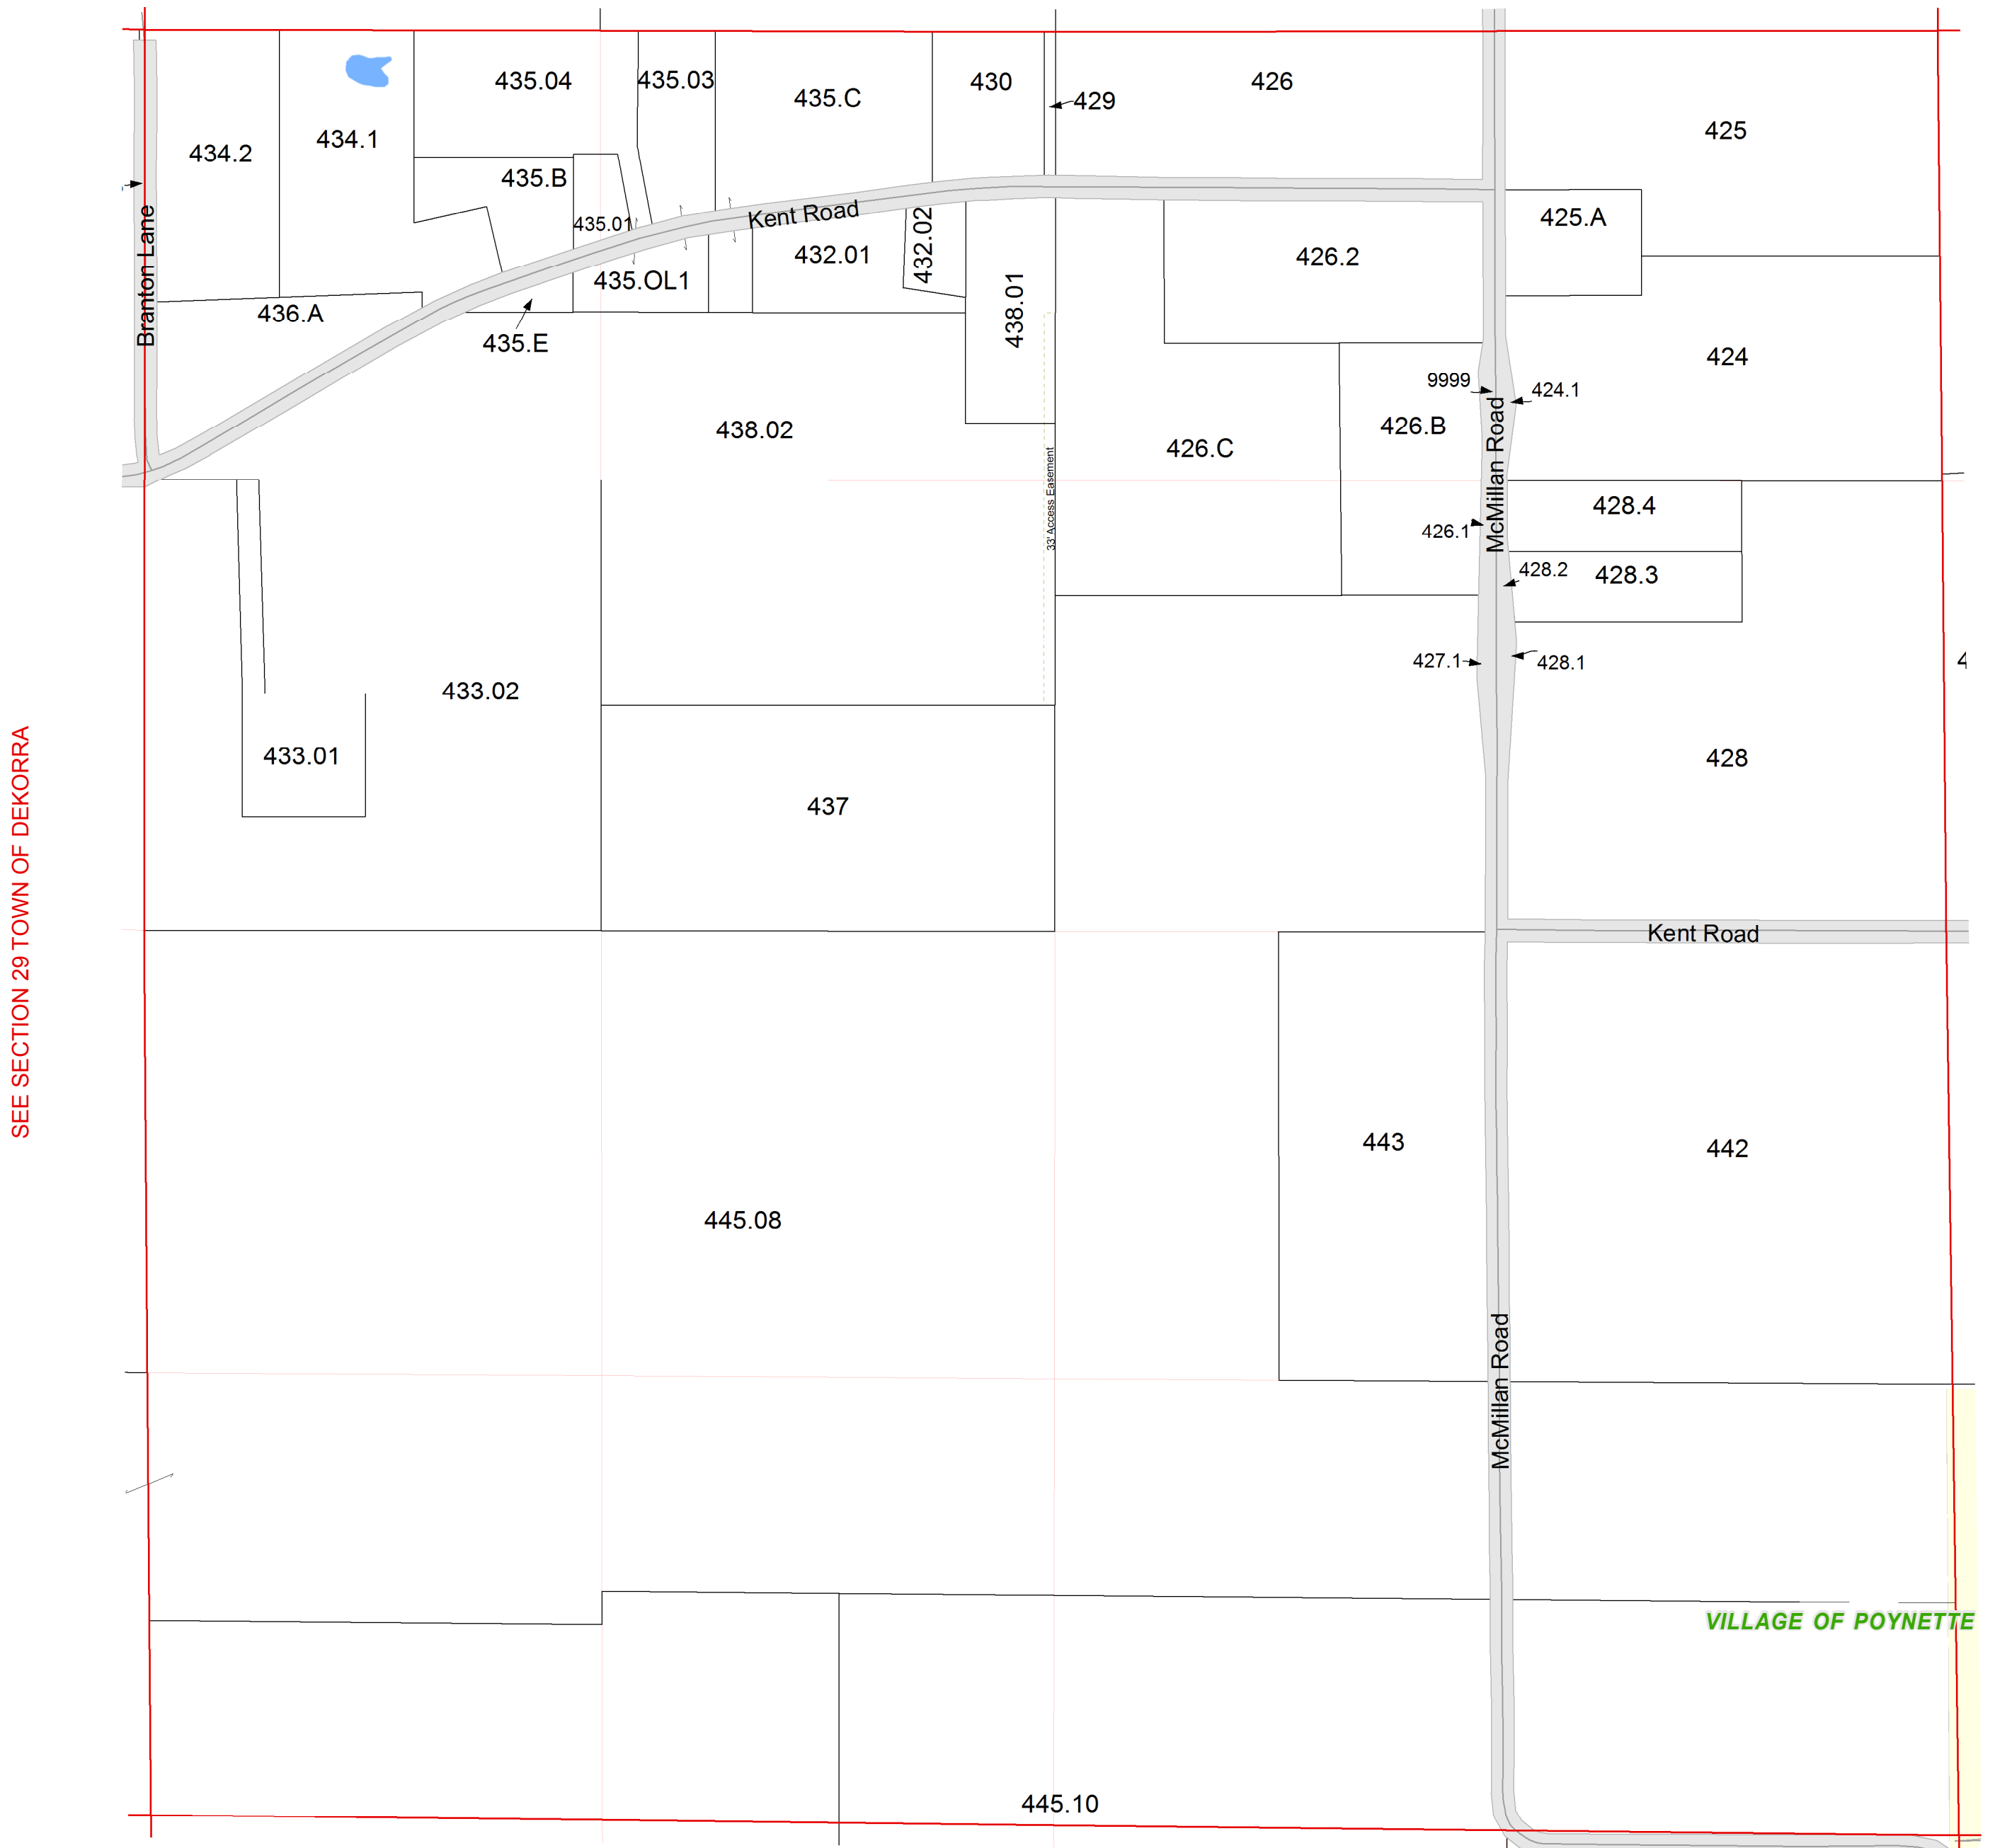 435.04
435.03
435.C
430
429
426
425
434.2
434.1
435.B
435.01
Kent Road
432.02
425.A
Branton Lane
436.A
435.E
435.OL1
432.01
438.01
426.2
424
9999
424.1
438.02
426.C
426.B
McMillan Road
33' Access Easement
428.4
426.1
428.2
428.3
427.1
428.1
433.02
433.01
437
428
Kent Road
SEE SECTION 29 TOWN OF DEKORRA
443
442
445.08
McMillan Road
VILLAGE OF POYNETTE
445.10